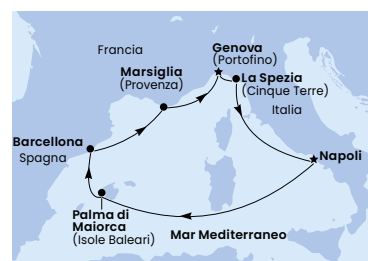 Francia
Genova
(Portofino)
Marsiglia
(Provenza)
La Spezia
(Cinque Terre)
Italia
Barcellona
Spagna
Napoli
Palma di
Maiorca
(Isole Baleari)
Mar Mediterraneo